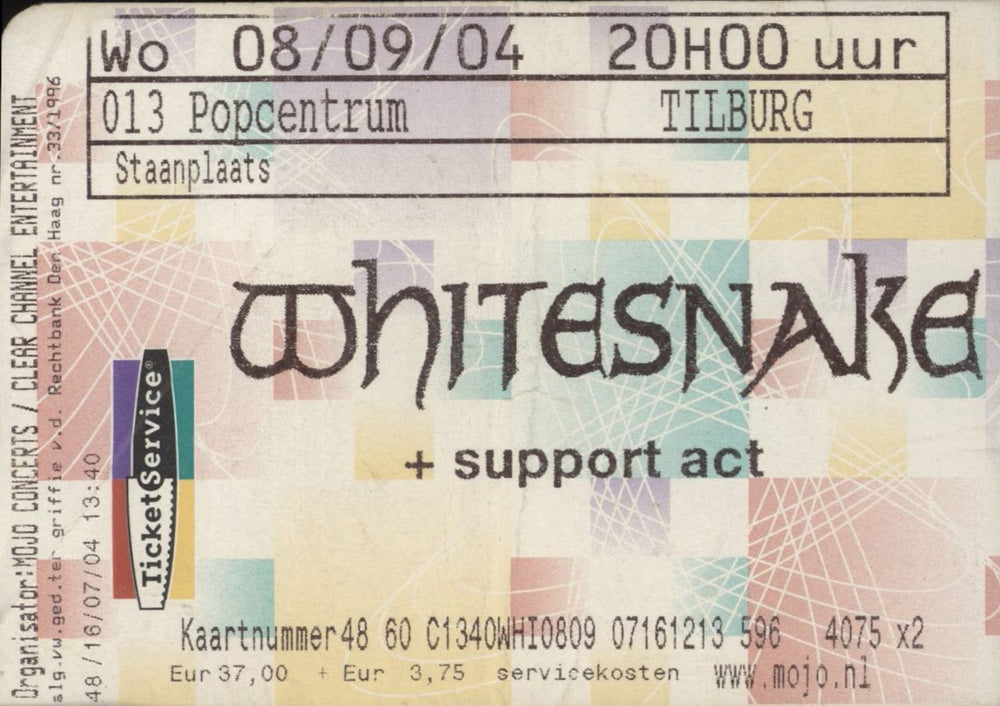 Wo 08/09/04 20H00 uur
013 Popcentrum TILBURG
Staanplaats
WHITESNAKE
+ support act
Kaartnummer 48 60 C1340WHI0809 07161213 596 4075 x2
Eur 37,00 + Eur 3,75 servicekosten www.mojo.nl
Organisator:MOJO CONCERTS / CLEAR CHANNEL ENTERTAINMENT
alg.vw.ged.ter griffie v.d. Rechtbank Den Haag nr.33/1996
48/16/07/04 13:40
TicketService®